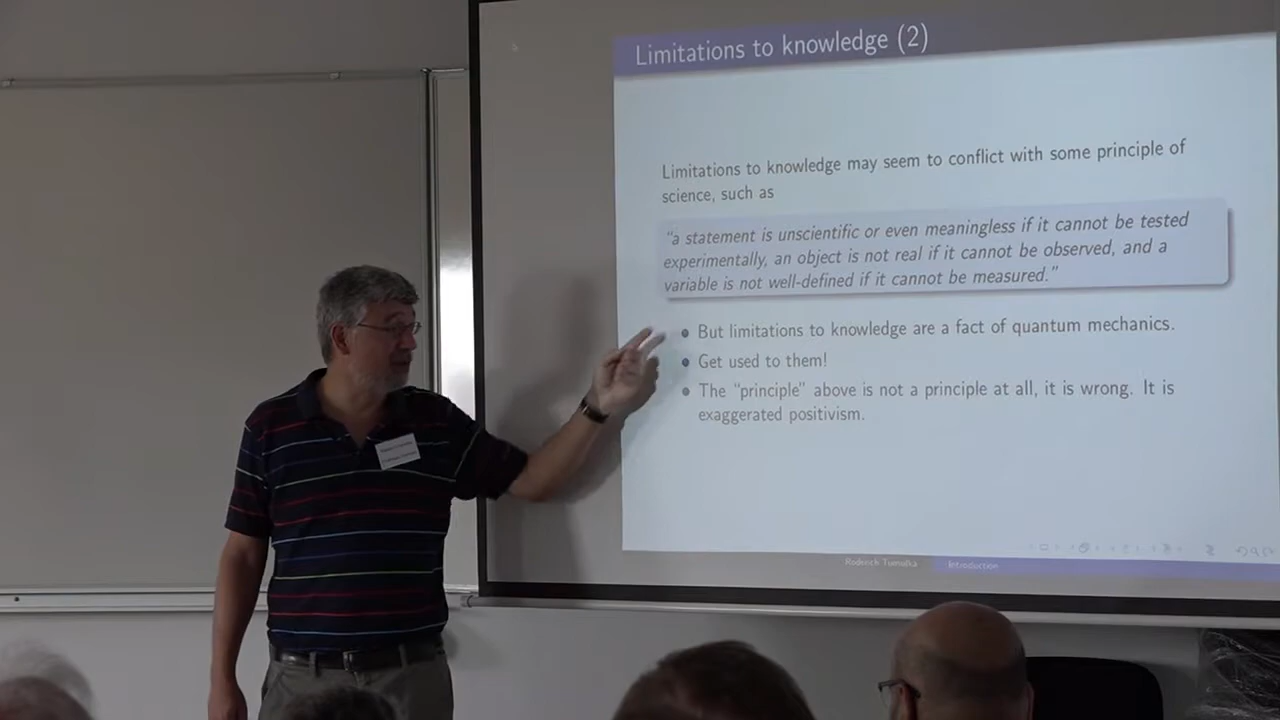 Limitations to knowledge (2)
Limitations to knowledge may seem to conflict with some principle of
science, such as
"a statement is unscientific or even meaningless if it cannot be tested
experimentally, an object is not real if it cannot be observed, and a
variable is not well-defined if it cannot be measured."
But limitations to knowledge are a fact of quantum mechanics.
Get used to them!
The "principle" above is not a principle at all, it is wrong. It is
exaggerated positivism.
Roderich Tumulka Introduction